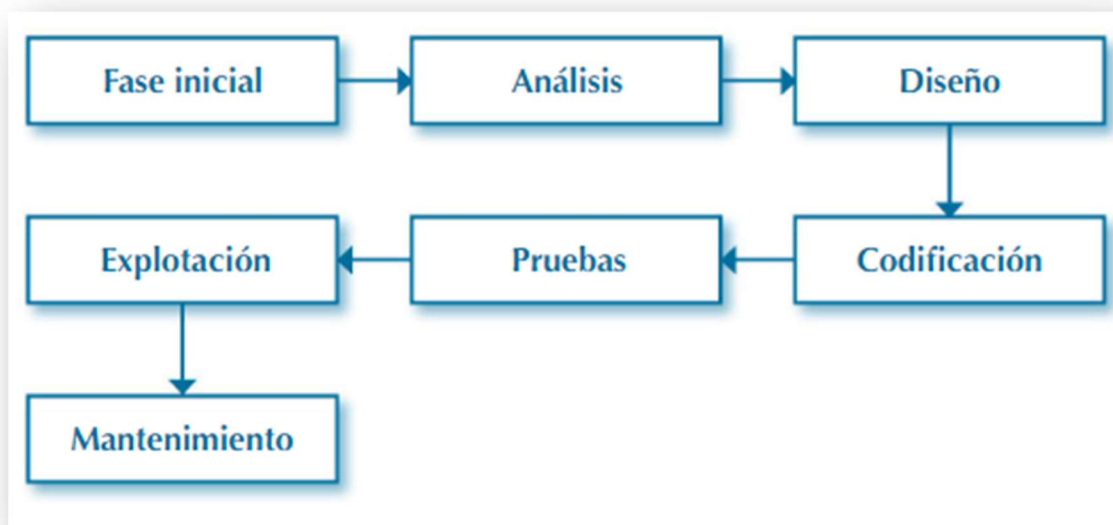 Fase inicial
Análisis
Diseño
Codificación
Pruebas
Explotación
Mantenimiento